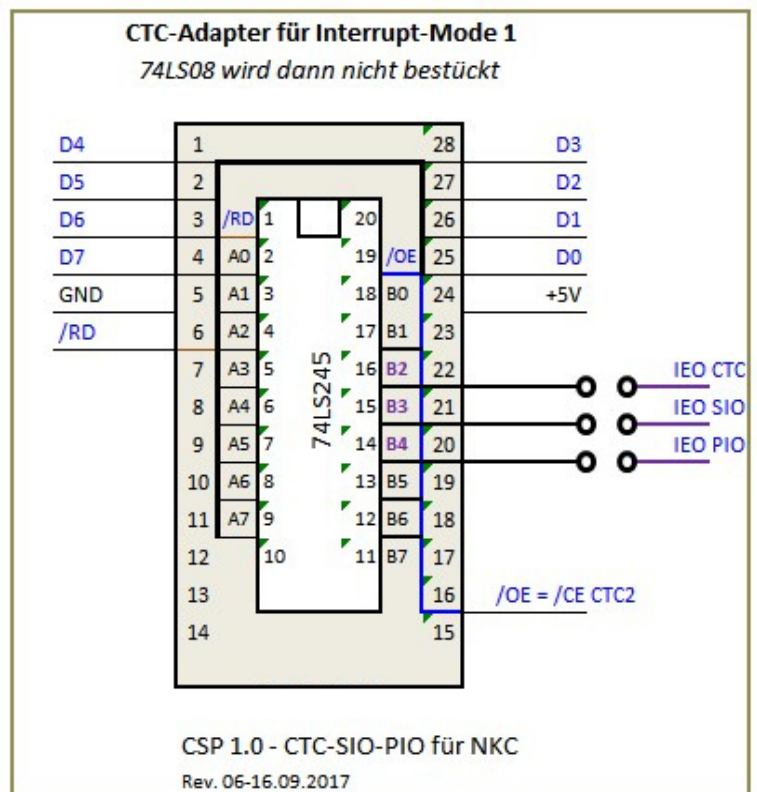 CTC-Adapter für Interrupt-Mode 1
74LS08 wird dann nicht bestückt
D4 1 28 D3
D5 2 27 D2
D6 3 /RD 1 20 26 D1
D7 4 A0 2 19 /OE 25 D0
GND 5 A1 3 18 B0 24 +5V
/RD 6 A2 4 17 B1 23
7 A3 5 16 B2 22 IEO CTC
8 A4 6 15 B3 21 IEO SIO
9 A5 7 14 B4 20 IEO PIO
10 A6 8 13 B5 19
11 A7 9 12 B6 18
12 10 11 B7 17
13 16 /OE = /CE CTC2
14 15
74LS245
CSP 1.0 - CTC-SIO-PIO für NKC
Rev. 06-16.09.2017